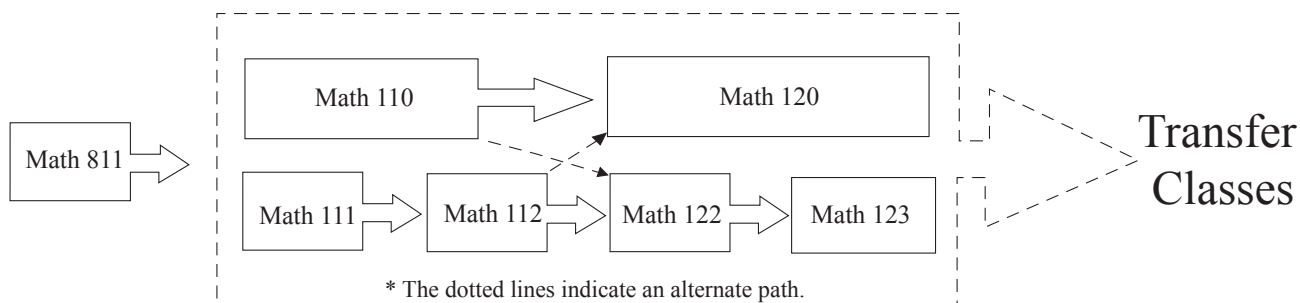 Math 110
Math 120
Math 811
Transfer
Classes
Math 111
Math 112
Math 122
Math 123
* The dotted lines indicate an alternate path.